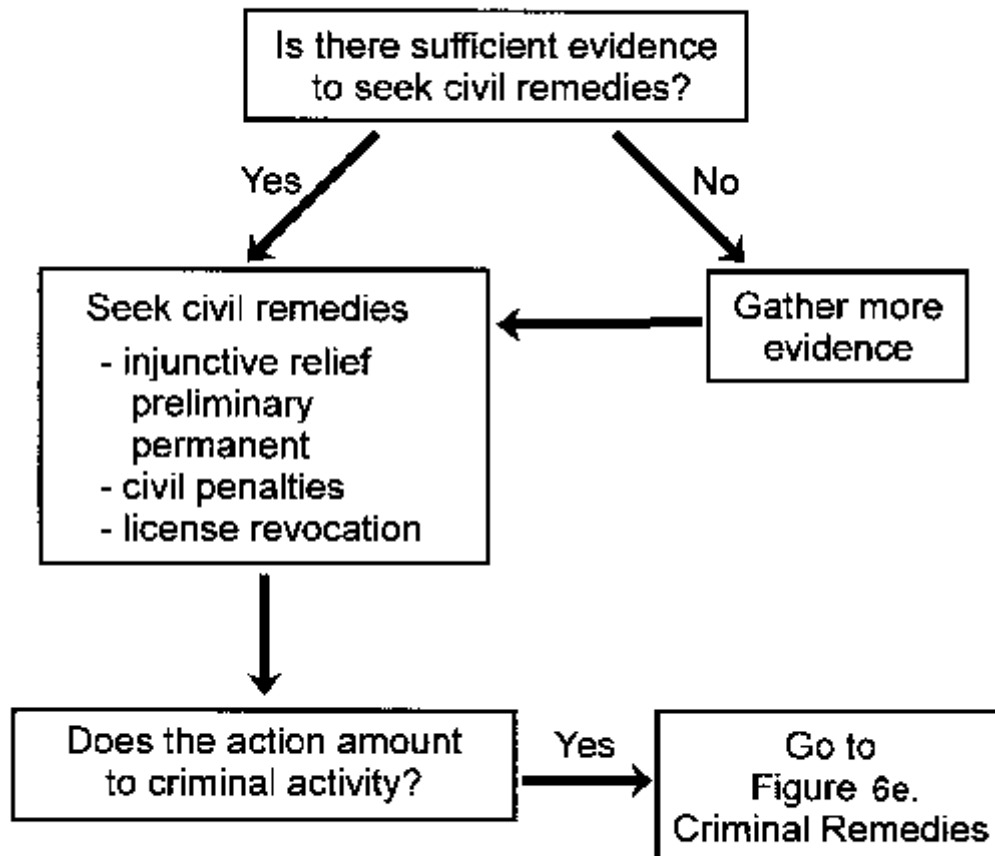 Is there sufficient evidence
to seek civil remedies?
Yes
No
Seek civil remedies
- injunctive relief
preliminary
permanent
- civil penalties
- license revocation
Gather more
evidence
Does the action amount
to criminal activity?
Yes
Go to
Figure 6e.
Criminal Remedies